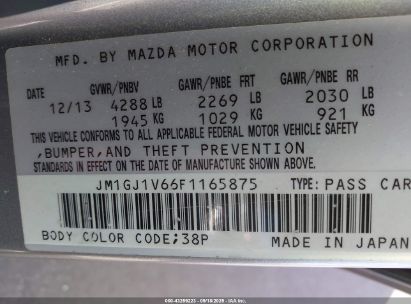 MFD. BY MAZDA MOTOR CORPORATION
GVWR/PNBV GAWR/PNBE FRT GAWR/PNBE RR
DATE
12/13 4288 LB 2269 LB 2030 LB
1945 KG 1029 KG 921 KG
THIS VEHICLE CONFORMS TO ALL APPLICABLE FEDERAL MOTOR VEHICLE SAFETY
,BUMPER,AND THEFT PREVENTION
STANDARDS IN EFFECT ON THE DATE OF MANUFACTURE SHOWN ABOVE.
JM1GJ1V66F1165875 TYPE: PASS CAR
BODY COLOR CODE;38P MADE IN JAPAN